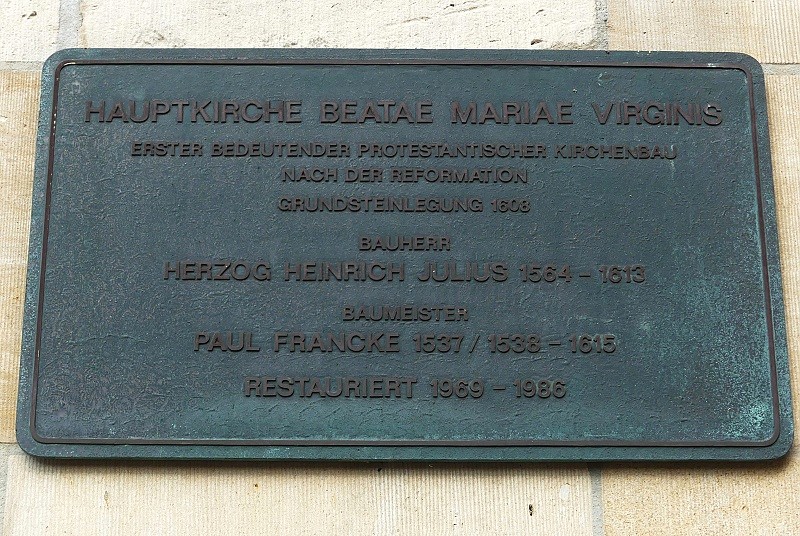 HAUPTKIRCHE BEATAE MARIAE VIRGINIS
ERSTER BEDEUTENDER PROTESTANTISCHER KIRCHENBAU
NACH DER REFORMATION
GRUNDSTEINLEGUNG 1608
BAUHERR
HERZOG HEINRICH JULIUS 1564 – 1613
BAUMEISTER
PAUL FRANCKE 1537 / 1538 – 1615
RESTAURIERT 1969 – 1986